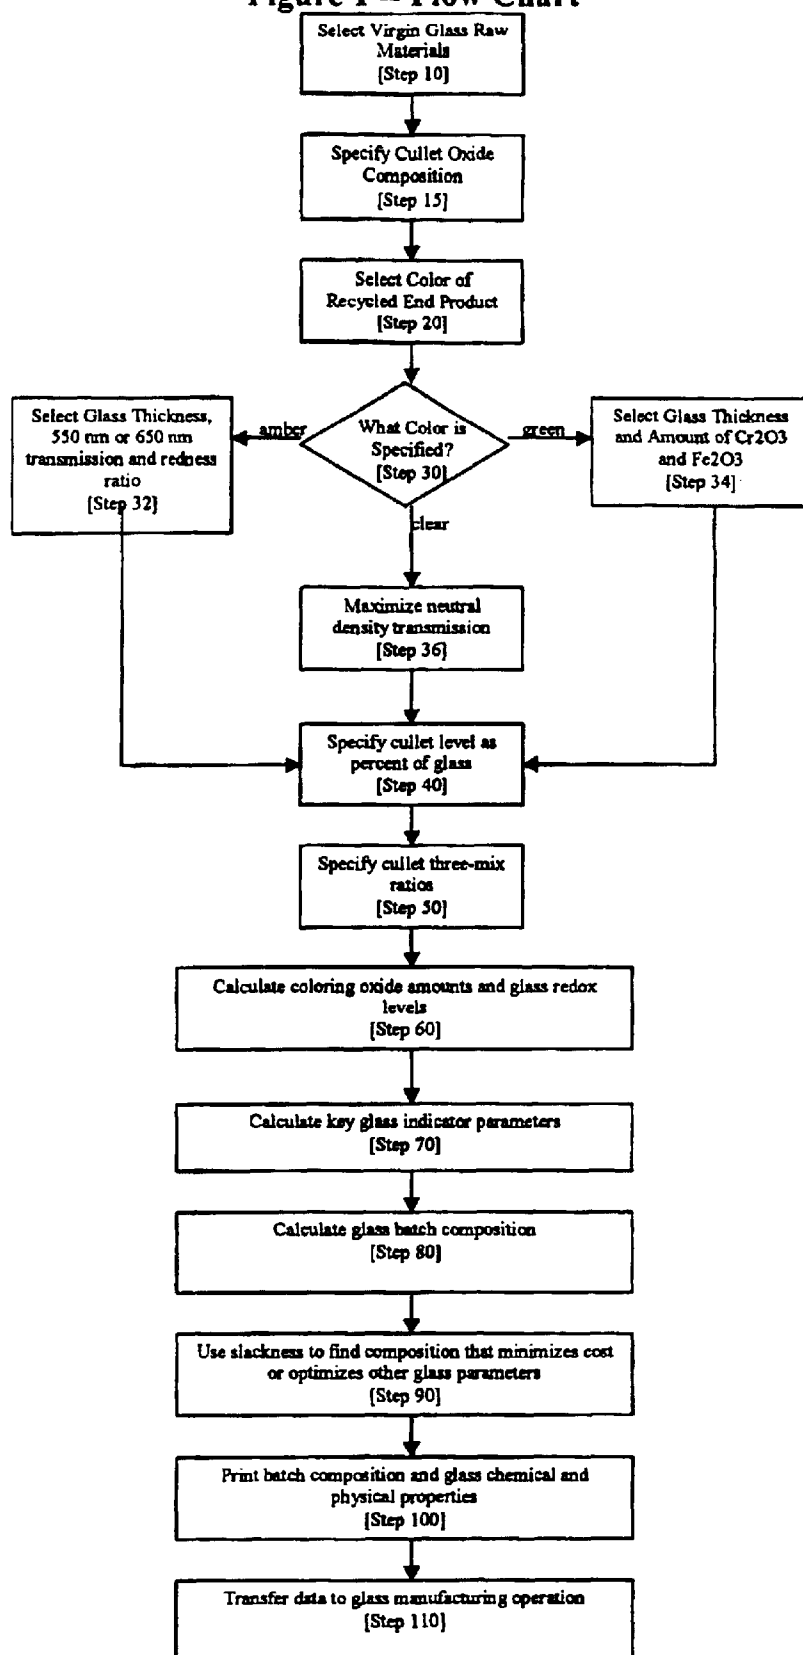 Figure 1 – Flow Chart
Select Virgin Glass Raw
Materials
[Step 10]
Specify Cullet Oxide
Composition
[Step 15]
Select Color of
Recycled End Product
[Step 20]
What Color is
Specified?
[Step 30]
amber
green
clear
Select Glass Thickness,
550 nm or 650 nm
transmission and redness
ratio
[Step 32]
Select Glass Thickness
and Amount of Cr2O3
and Fe2O3
[Step 34]
Maximize neutral
density transmission
[Step 36]
Specify cullet level as
percent of glass
[Step 40]
Specify cullet three-mix
ratios
[Step 50]
Calculate coloring oxide amounts and glass redox
levels
[Step 60]
Calculate key glass indicator parameters
[Step 70]
Calculate glass batch composition
[Step 80]
Use slackness to find composition that minimizes cost
or optimizes other glass parameters
[Step 90]
Print batch composition and glass chemical and
physical properties
[Step 100]
Transfer data to glass manufacturing operation
[Step 110]